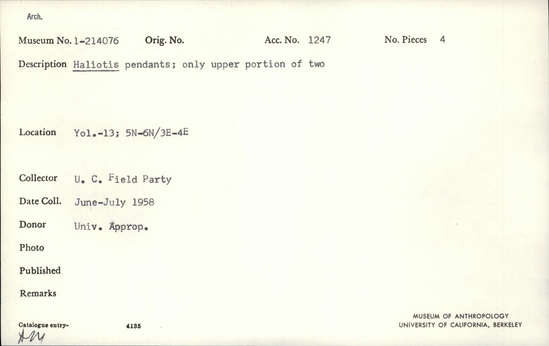 Arch.
Museum No. 1-214076 Orig. No. Acc. No. 1247 No. Pieces 4
Description Haliotis pendants; only upper portion of two
Location Yol.-13; 5N-6N/3E-4E
Collector U. C. Field Party
Date Coll. June-July 1958
Donor Univ. Approp.
Photo
Published
Remarks
Catalogue entry- 4135
MUSEUM OF ANTHROPOLOGY
UNIVERSITY OF CALIFORNIA, BERKELEY